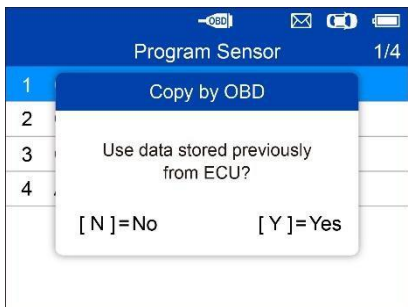 OBD
Program Sensor 1/4
1
Copy by OBD
2
3
4
Use data stored previously
from ECU?
[ N ]=No [ Y ]=Yes